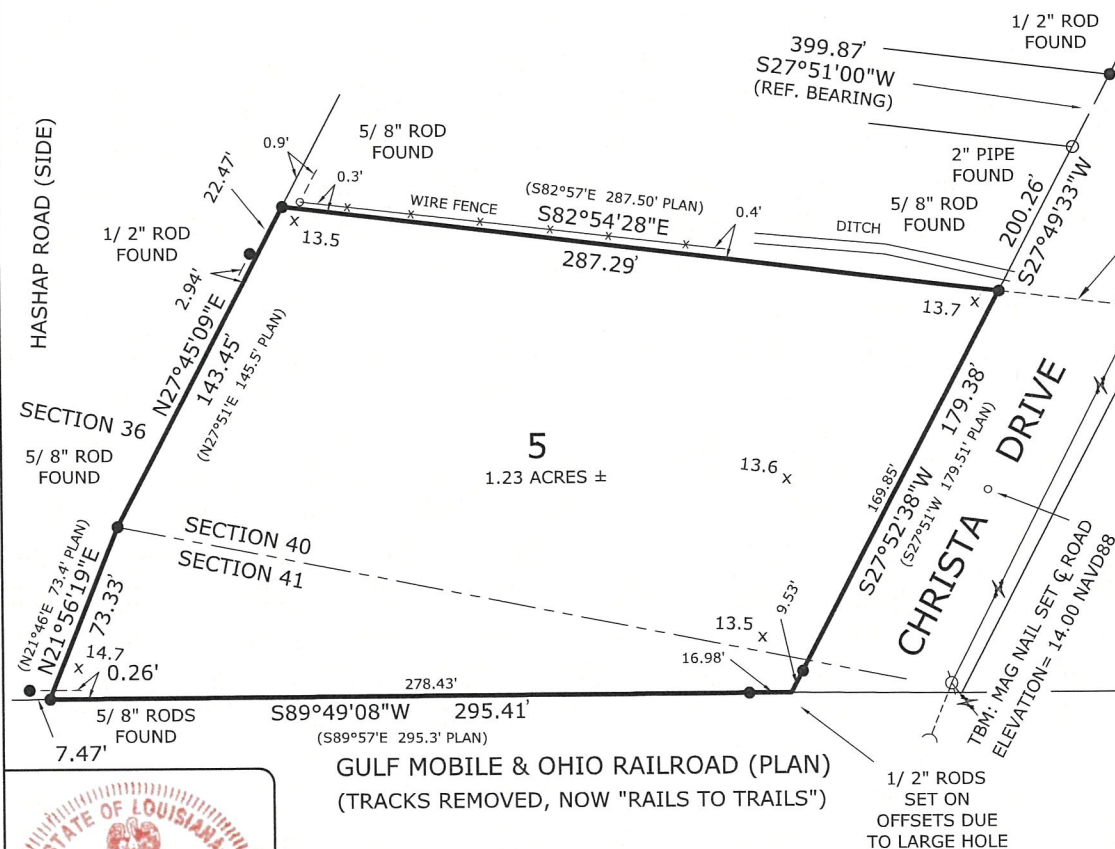 1/ 2" ROD
FOUND
399.87'
S27°51'00"W
(REF. BEARING)
2" PIPE
FOUND
200.26'
S27°49'33"W
HASHAP ROAD (SIDE)
22.47'
0.9'
5/ 8" ROD
FOUND
0.3'
WIRE FENCE
(S82°57'E 287.50' PLAN)
S82°54'28"E
287.29'
0.4'
DITCH
5/ 8" ROD
FOUND
13.5
13.7
1/ 2" ROD
FOUND
2.94'
N27°45'09"E
143.45'
(N27°51'E 145.5' PLAN)
SECTION 36
5/ 8" ROD
FOUND
5
1.23 ACRES ±
13.6
169.85'
S27°52'38"W
179.38'
(S27°51'W 179.51' PLAN)
CHRISTA DRIVE
SECTION 40
SECTION 41
(N21°46'E 73.4' PLAN)
N21°56'19"E
73.33'
14.7
0.26'
13.5
9.53'
16.98'
278.43'
5/ 8" RODS
FOUND
S89°49'08"W 295.41'
(S89°57'E 295.3' PLAN)
7.47'
TBM: MAG NAIL SET ℄ ROAD
ELEVATION= 14.00 NAVD88
GULF MOBILE & OHIO RAILROAD (PLAN)
(TRACKS REMOVED, NOW "RAILS TO TRAILS")
1/ 2" RODS
SET ON
OFFSETS DUE
TO LARGE HOLE
STATE OF LOUISIANA